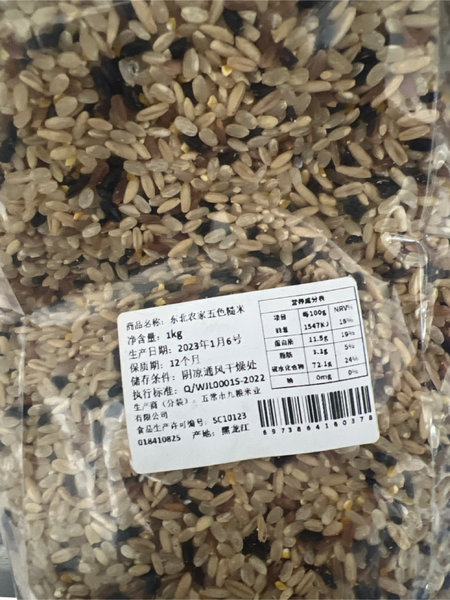 商品名称：东北农家五色糙米
净含量：1kg
生产日期：2023年1月6号
保质期：12个月
储存条件：阴凉通风干燥处
执行标准：Q/WJL0001S-2022
生产商（分装）：五常市九粮米业
有限公司
食品生产许可编号：SC10123
018410825 产地：黑龙江
营养成分表
项目 每100g NRV%
能量 1547KJ 18%
蛋白质 11.5g 19%
脂肪 3.1g 5%
碳水化合物 72.1g 24%
钠 0mg 0%
6973864160378